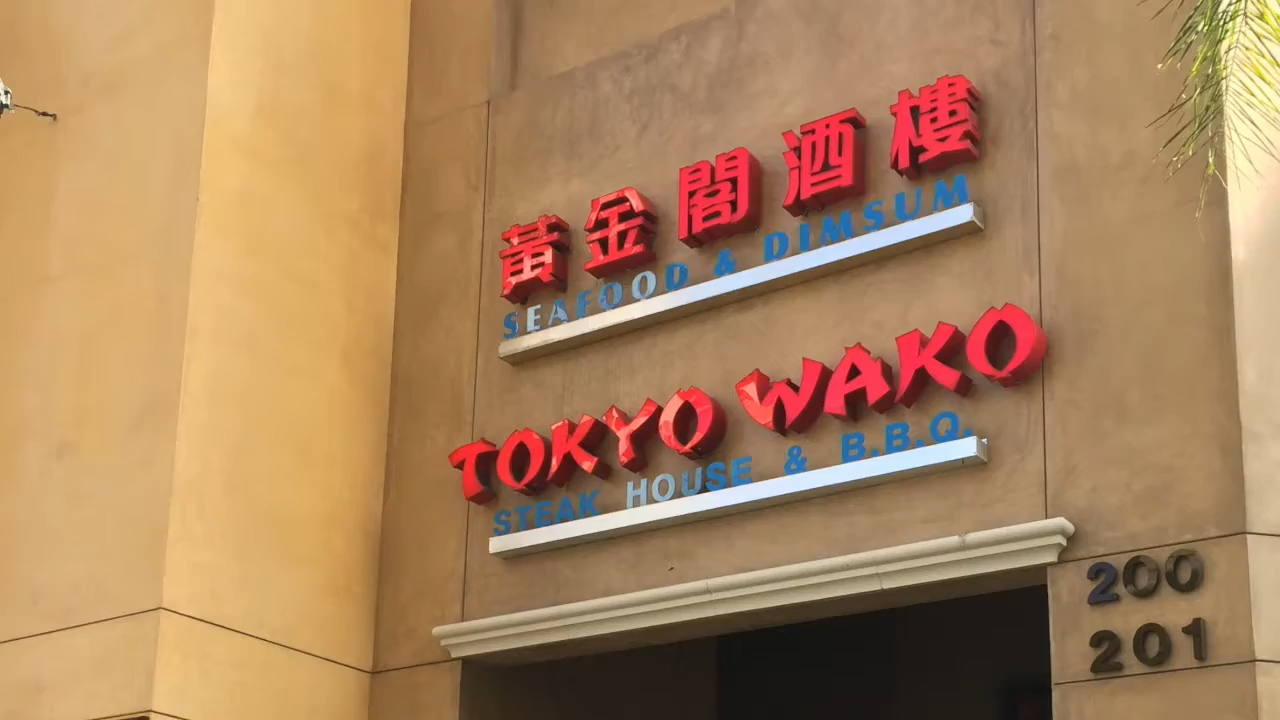 黃金閣酒樓
SEAFOOD & DIMSUM
TOKYO WAKO
STEAK HOUSE & B.B.Q.
200
201